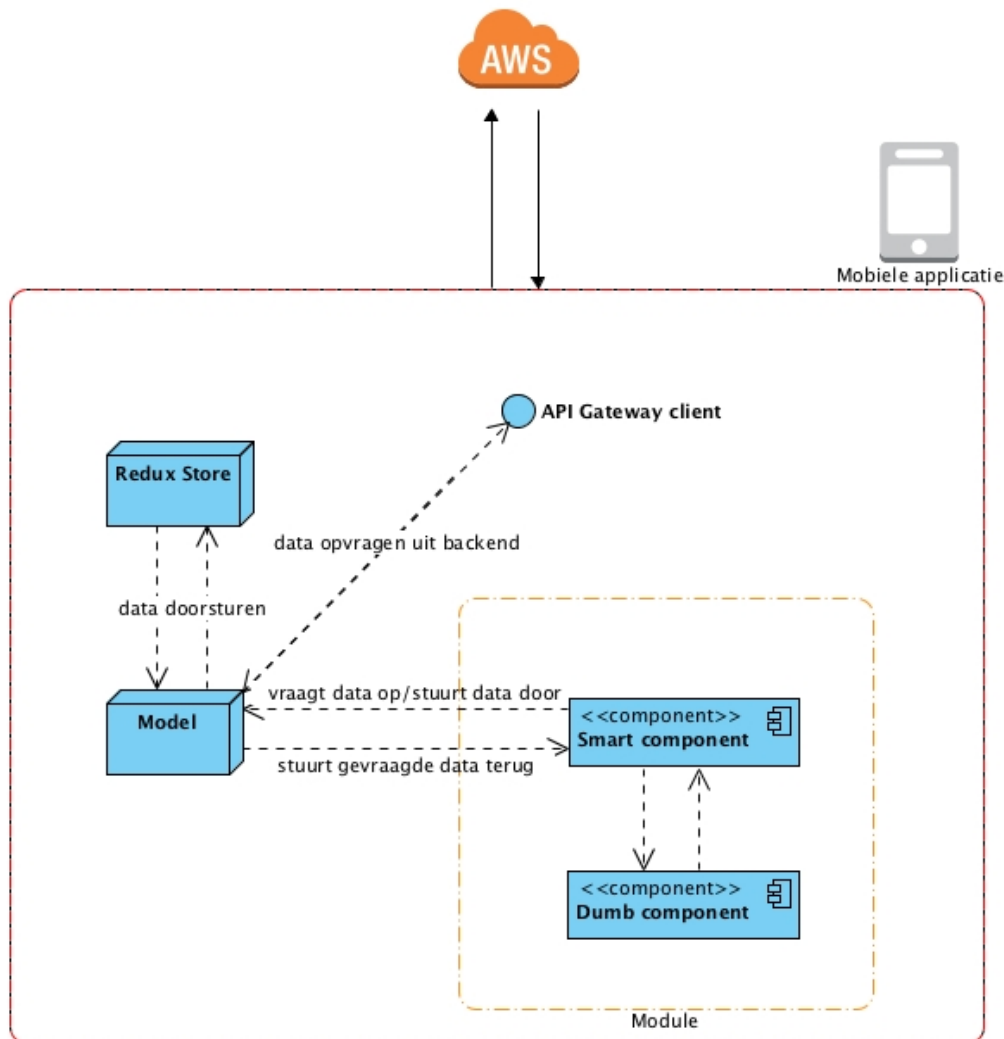 AWS
Mobiele applicatie
API Gateway client
Redux Store
data opvragen uit backend
data doorsturen
vraagt data op/stuurt data door
Model
<<component>>
Smart component
stuurt gevraagde data terug
<<component>>
Dumb component
Module